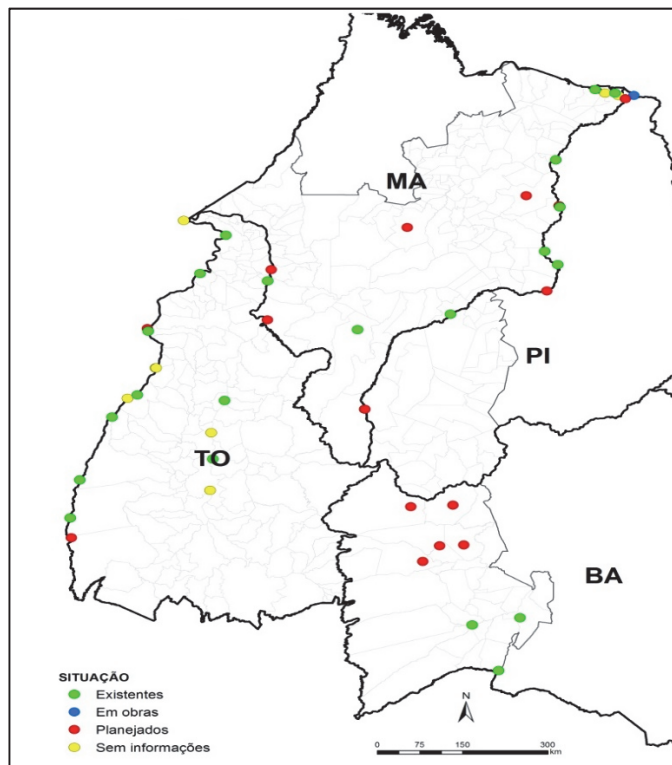 MA
PI
TO
BA
SITUAÇÃO
Existentes
Em obras
Planejados
Sem informações
N
0 75 150 300
km